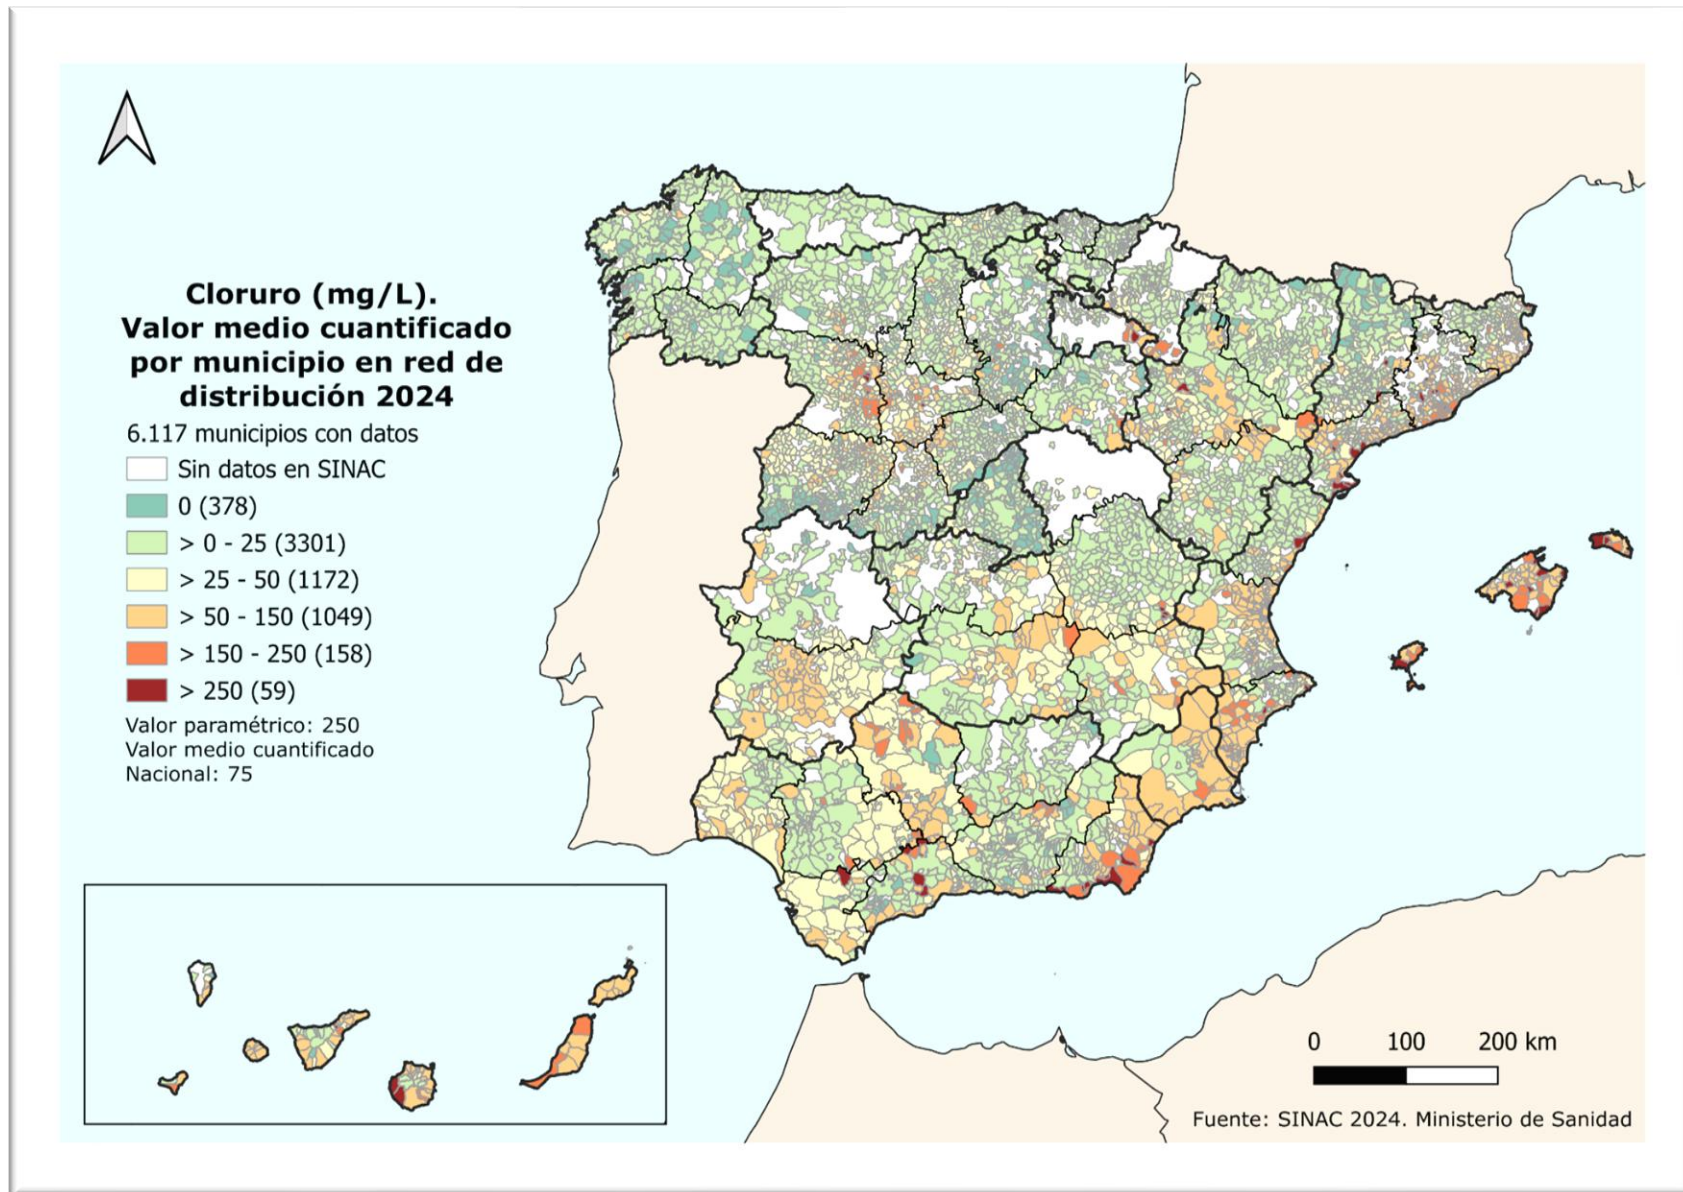 Cloruro (mg/L).
Valor medio cuantificado
por municipio en red de
distribución 2024
6.117 municipios con datos
Sin datos en SINAC
0 (378)
> 0 - 25 (3301)
> 25 - 50 (1172)
> 50 - 150 (1049)
> 150 - 250 (158)
> 250 (59)
Valor paramétrico: 250
Valor medio cuantificado
Nacional: 75
0 100 200 km
Fuente: SINAC 2024. Ministerio de Sanidad